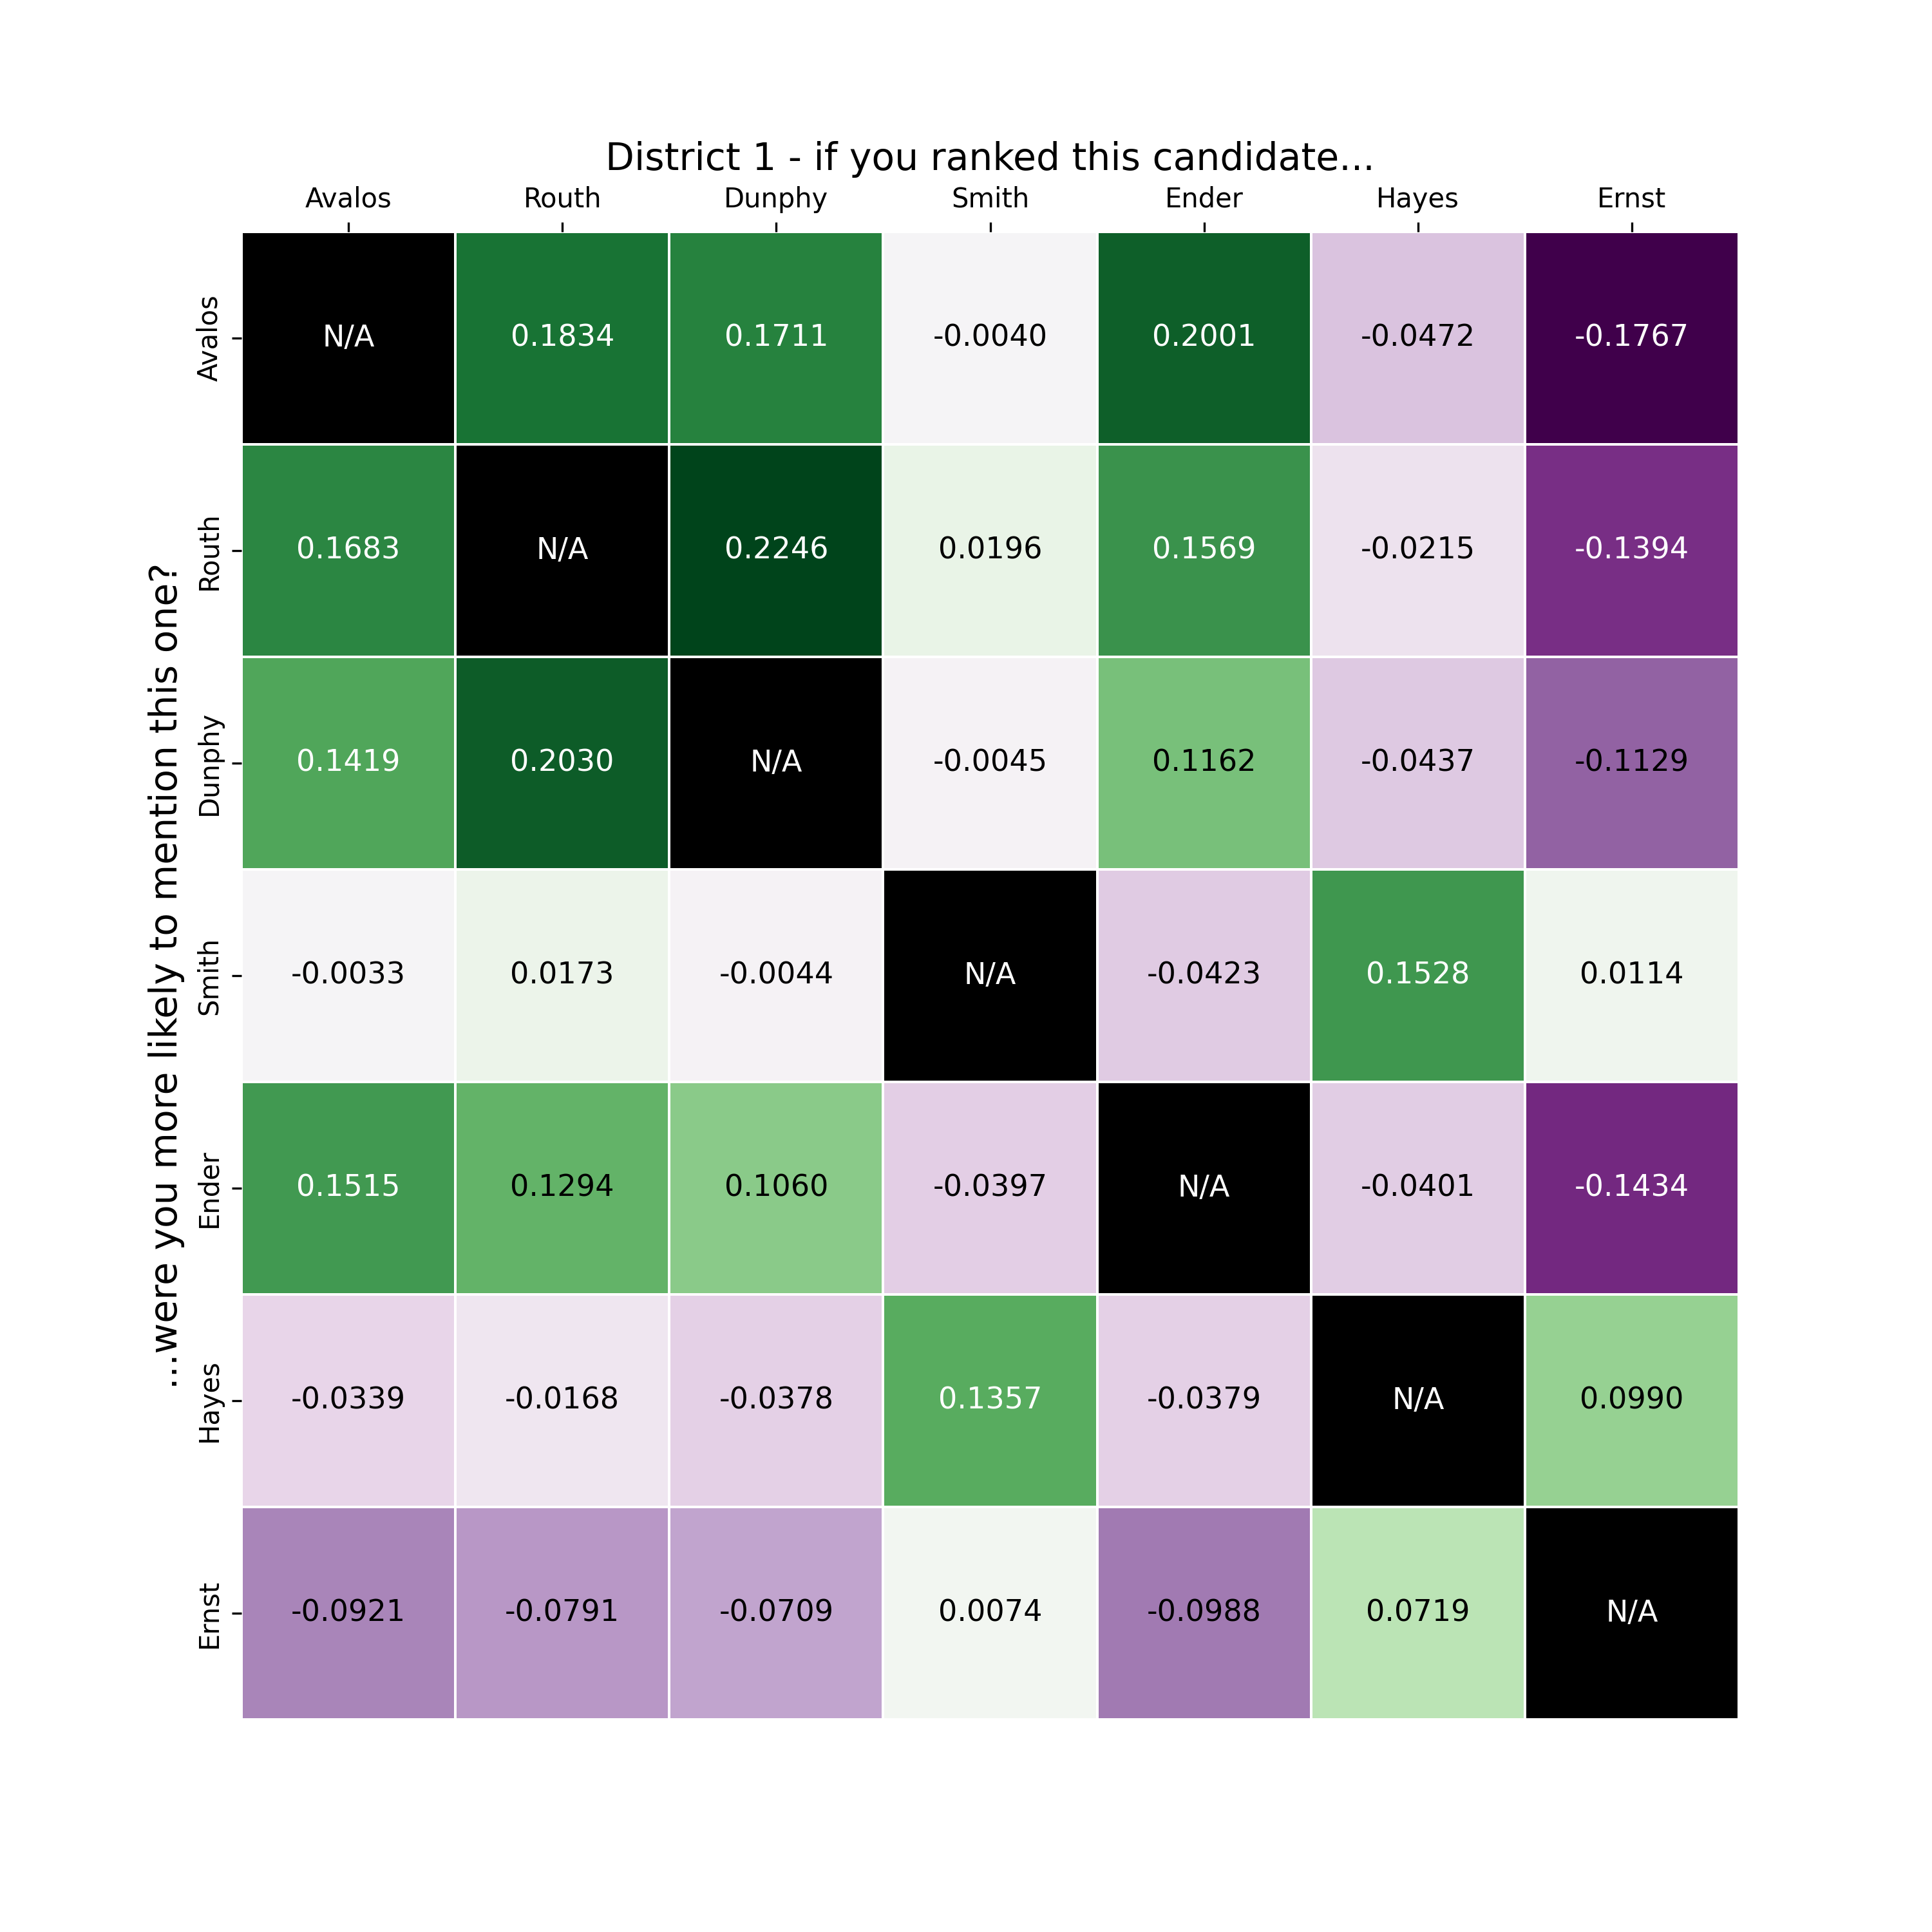 District 1 - if you ranked this candidate...
Avalos Routh Dunphy Smith Ender Hayes Ernst
...were you more likely to mention this one?
Avalos N/A 0.1834 0.1711 -0.0040 0.2001 -0.0472 -0.1767
Routh 0.1683 N/A 0.2246 0.0196 0.1569 -0.0215 -0.1394
Dunphy 0.1419 0.2030 N/A -0.0045 0.1162 -0.0437 -0.1129
Smith -0.0033 0.0173 -0.0044 N/A -0.0423 0.1528 0.0114
Ender 0.1515 0.1294 0.1060 -0.0397 N/A -0.0401 -0.1434
Hayes -0.0339 -0.0168 -0.0378 0.1357 -0.0379 N/A 0.0990
Ernst -0.0921 -0.0791 -0.0709 0.0074 -0.0988 0.0719 N/A